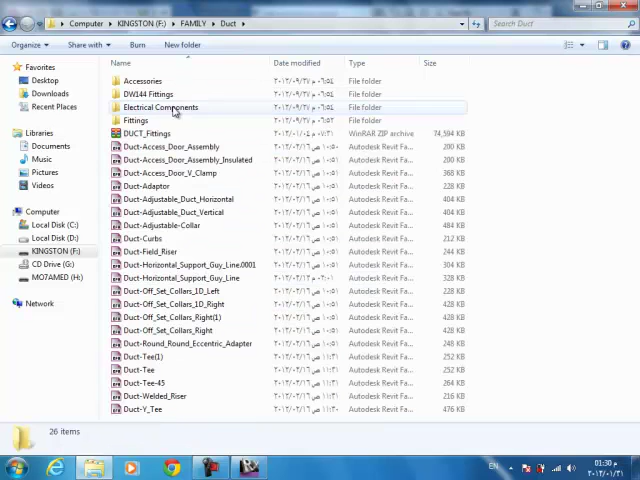 Computer ▸ KINGSTON (F:) ▸ FAMILY ▸ Duct ▸
Search Duct
Organize
Share with
Burn
New folder
Name
Date modified
Type
Size
Favorites
Desktop
Downloads
Recent Places
Libraries
Documents
Music
Pictures
Videos
Computer
Local Disk (C:)
Local Disk (D:)
KINGSTON (F:)
CD Drive (G:)
MO7AMED (H:)
Network
Accessories File folder
DW144 Fittings File folder
Electrical Components File folder
Fittings File folder
DUCT_Fittings WinRAR ZIP archive 74,594 KB
Duct-Access_Door_Assembly Autodesk Revit Fa... 200 KB
Duct-Access_Door_Assembly_Insulated Autodesk Revit Fa... 200 KB
Duct-Access_Door_V_Clamp Autodesk Revit Fa... 368 KB
Duct-Adaptor Autodesk Revit Fa... 228 KB
Duct-Adjustable_Duct_Horizontal Autodesk Revit Fa... 404 KB
Duct-Adjustable_Duct_Vertical Autodesk Revit Fa... 404 KB
Duct-Adjustable-Collar Autodesk Revit Fa... 484 KB
Duct-Curbs Autodesk Revit Fa... 212 KB
Duct-Field_Riser Autodesk Revit Fa... 244 KB
Duct-Horizontal_Support_Guy_Line.0001 Autodesk Revit Fa... 304 KB
Duct-Horizontal_Support_Guy_Line Autodesk Revit Fa... 300 KB
Duct-Off_Set_Collars_1D_Left Autodesk Revit Fa... 428 KB
Duct-Off_Set_Collars_1D_Right Autodesk Revit Fa... 428 KB
Duct-Off_Set_Collars_Right(1) Autodesk Revit Fa... 428 KB
Duct-Off_Set_Collars_Right Autodesk Revit Fa... 428 KB
Duct-Round_Round_Eccentric_Adapter Autodesk Revit Fa... 248 KB
Duct-Tee(1) Autodesk Revit Fa... 252 KB
Duct-Tee Autodesk Revit Fa... 252 KB
Duct-Tee-45 Autodesk Revit Fa... 264 KB
Duct-Welded_Riser Autodesk Revit Fa... 296 KB
Duct-Y_Tee Autodesk Revit Fa... 476 KB
26 items
EN
01:30 م